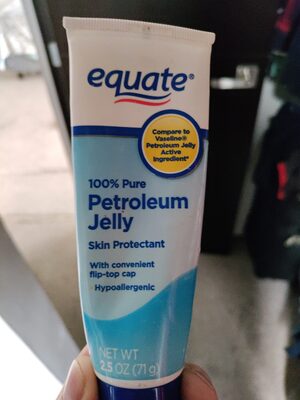 equate®
Compare to
Vaseline®
Petroleum Jelly
Active
Ingredient*
100% Pure
Petroleum
Jelly
Skin Protectant
With convenient
flip-top cap
Hypoallergenic
NET WT
2.5 OZ (71g)